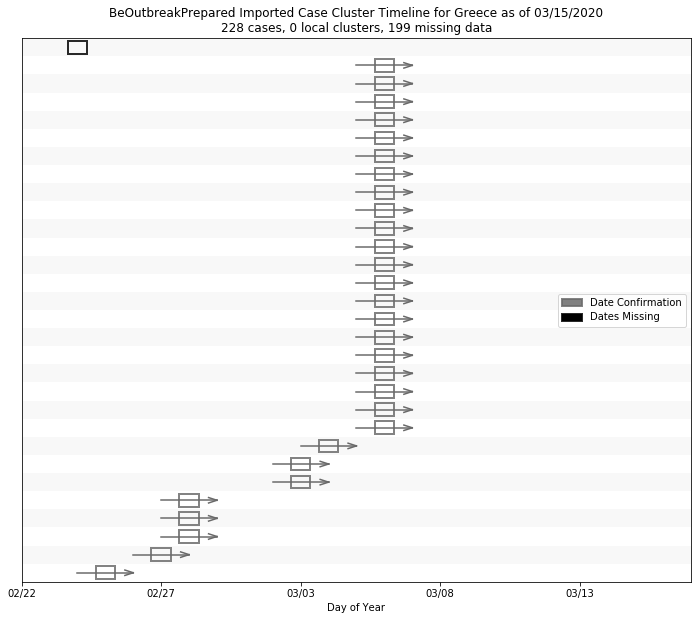 BeOutbreakPrepared Imported Case Cluster Timeline for Greece as of 03/15/2020
228 cases, 0 local clusters, 199 missing data
Date Confirmation
Dates Missing
02/22 02/27 03/03 03/08 03/13
Day of Year